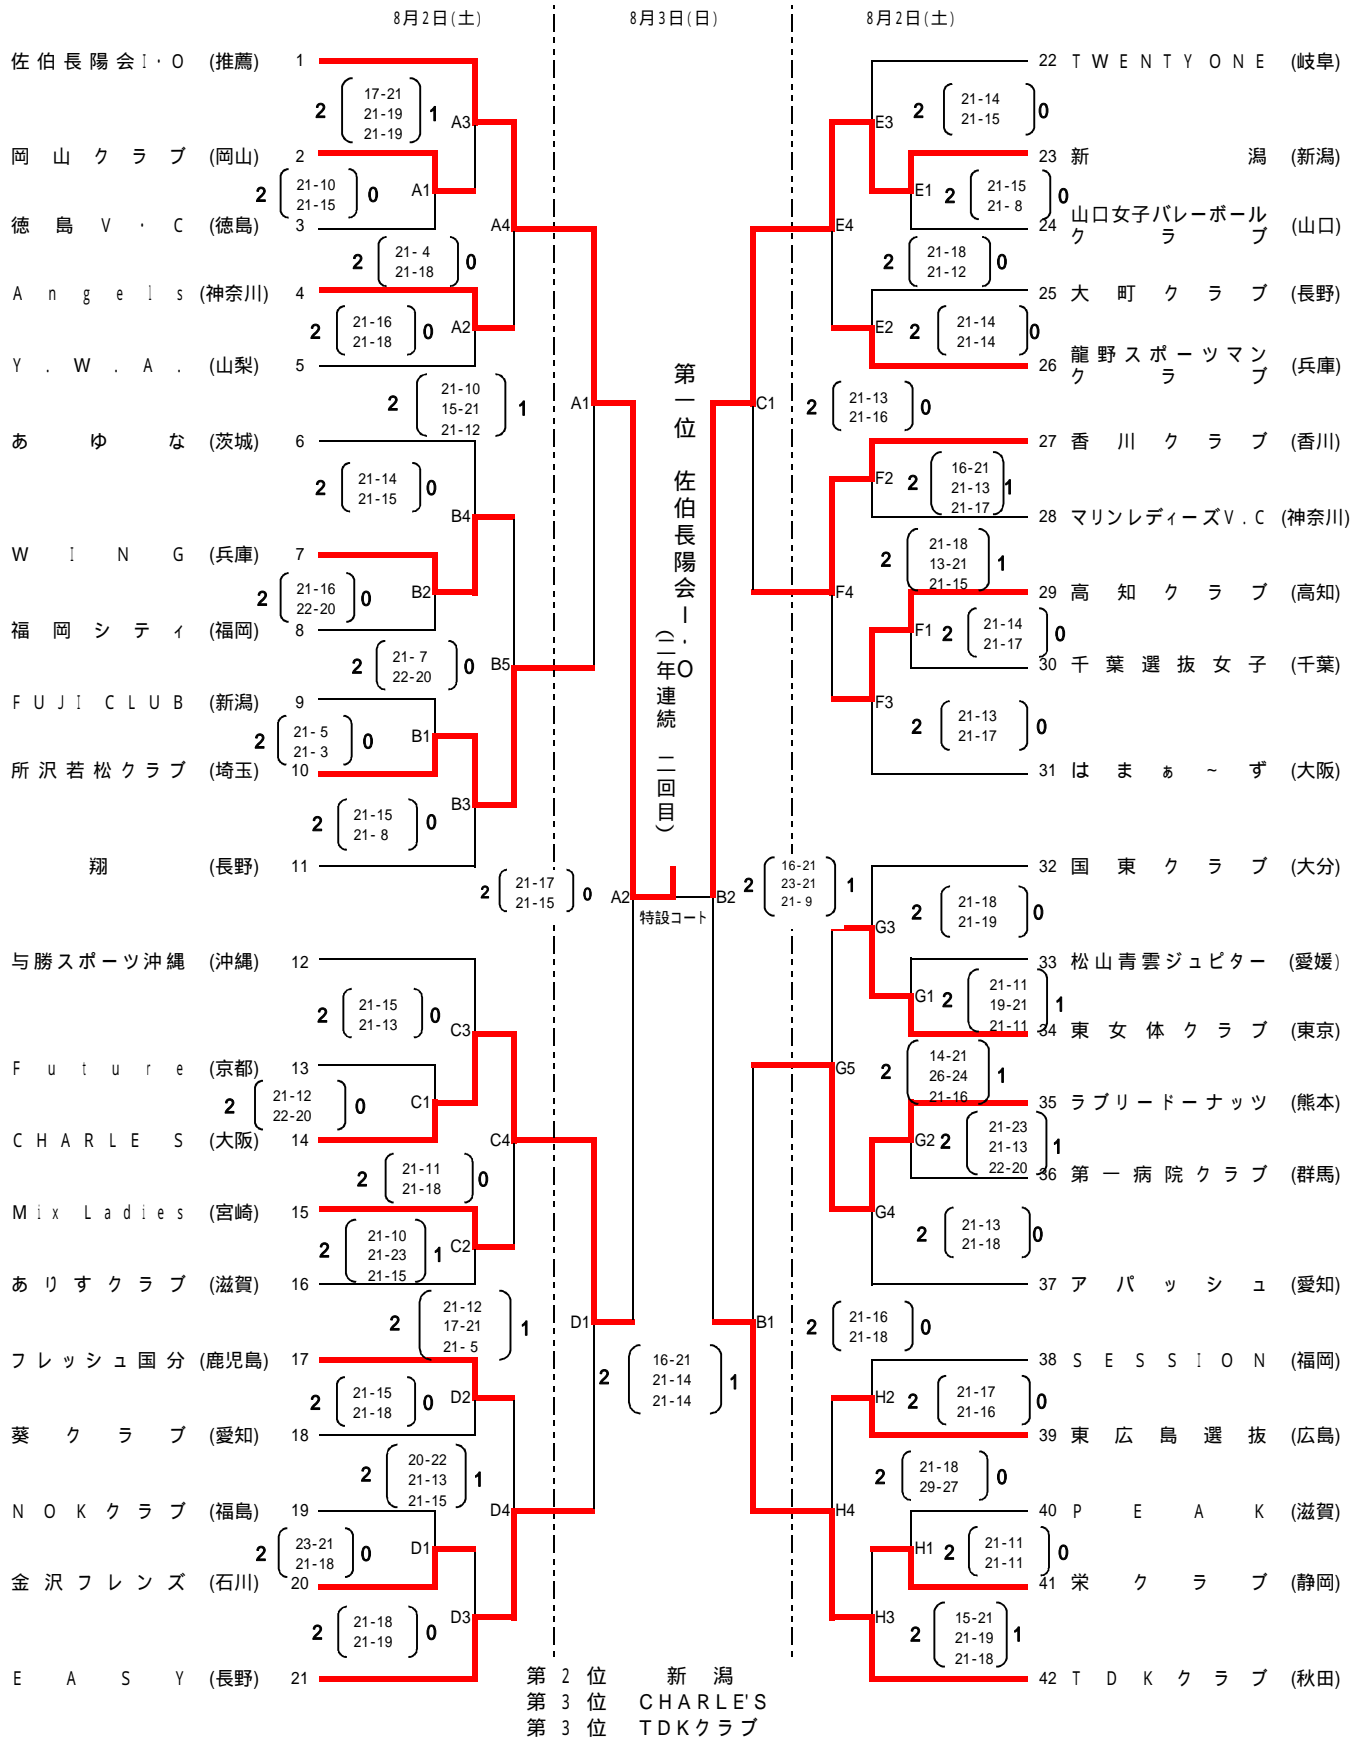 8月2日(土)
8月3日(日)
8月2日(土)
佐伯長陽会I・O (推薦) 1
2 17-21 1
21-19
21-19
A3
岡山クラブ (岡山) 2
2 21-10 0
21-15
A1
徳島V・C (徳島) 3
A4
2 21- 4 0
21-18
Angels (神奈川) 4
2 21-16 0
21-18
A2
Y.W.A. (山梨) 5
2 21-10 1
15-21
21-12
A1
あゆな (茨城) 6
2 21-14 0
21-15
B4
WING (兵庫) 7
2 21-16 0
22-20
B2
福岡シティ (福岡) 8
2 21- 7 0
22-20
B5
FUJI CLUB (新潟) 9
2 21- 5 0
21- 3
B1
所沢若松クラブ (埼玉) 10
B3
2 21-15 0
21- 8
翔 (長野) 11
2 21-17 0
21-15
A2
与勝スポーツ沖縄 (沖縄) 12
2 21-15 0
21-13
C3
Future (京都) 13
2 21-12 0
22-20
C1
CHARLE S (大阪) 14
C4
2 21-11 0
21-18
Mix Ladies (宮崎) 15
2 21-10 1
21-23
21-15
C2
ありすクラブ (滋賀) 16
2 21-12 1
17-21
21- 5
D1
フレッシュ国分 (鹿児島) 17
2 21-15 0
21-18
D2
葵クラブ (愛知) 18
2 20-22 1
21-13
21-15
D4
NOKクラブ (福島) 19
2 23-21 0
21-18
D1
金沢フレンズ (石川) 20
D3
2 21-18 0
21-19
EASY (長野) 21
第一位 佐伯長陽会I・O
(二年連続 二回目)
特設コート
2 16-21 1
21-14
21-14
22 TWENTYONE (岐阜)
E3 2 21-14 0
21-15
23 新潟 (新潟)
E1 2 21-15 0
21- 8
24 山口女子バレーボール
クラブ (山口)
E4
2 21-18 0
21-12
25 大町クラブ (長野)
E2 2 21-14 0
21-14
26 龍野スポーツマン
クラブ (兵庫)
C1 2 21-13 0
21-16
27 香川クラブ (香川)
F2 2 16-21 1
21-13
21-17
28 マリンレディーズV.C (神奈川)
2 21-18 1
13-21
21-15
F4
29 高知クラブ (高知)
F1 2 21-14 0
21-17
30 千葉選抜女子 (千葉)
F3
2 21-13 0
21-17
31 はまぁ~ず (大阪)
B2 2 16-21 1
23-21
21- 9
32 国東クラブ (大分)
2 21-18 0
21-19
G3
33 松山青雲ジュピター (愛媛)
G1 2 21-11 1
19-21
21-11
34 東女体クラブ (東京)
G5 2 14-21 1
26-24
21-16
35 ラブリードーナッツ (熊本)
G2 2 21-23 1
21-13
22-20
36 第一病院クラブ (群馬)
G4
2 21-13 0
21-18
37 アパッシュ (愛知)
B1 2 21-16 0
21-18
38 SESSION (福岡)
H2 2 21-17 0
21-16
39 東広島選抜 (広島)
2 21-18 0
29-27
H4
40 PEAK (滋賀)
H1 2 21-11 0
21-11
41 栄クラブ (静岡)
H3 2 15-21 1
21-19
21-18
42 TDKクラブ (秋田)
第2位 新潟
第3位 CHARLE'S
第3位 TDKクラブ